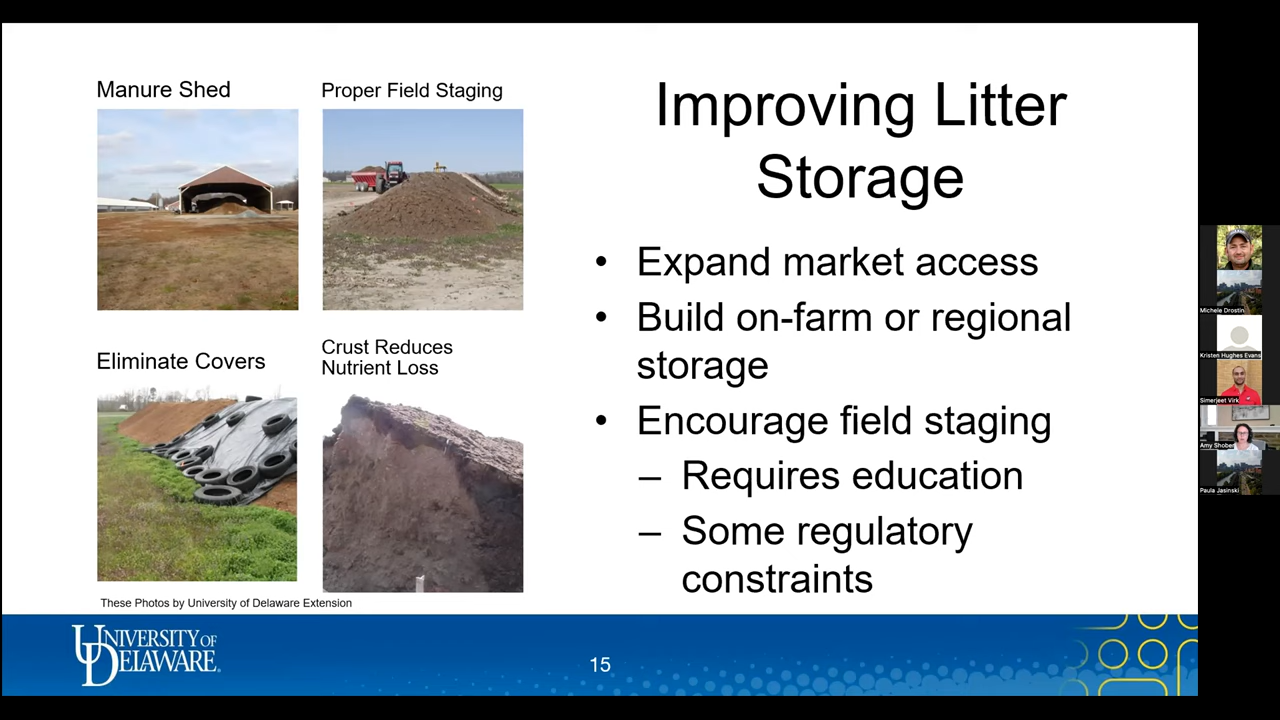 Manure Shed
Proper Field Staging
Improving Litter
Storage
Eliminate Covers
Crust Reduces
Nutrient Loss
• Expand market access
• Build on-farm or regional
storage
• Encourage field staging
– Requires education
– Some regulatory
constraints
These Photos by University of Delaware Extension
UNIVERSITY OF
DELAWARE
15
Michele Drostin
Kristen Hughes Evans
Simerjeet Virk
Amy Shober
Paula Jasinski